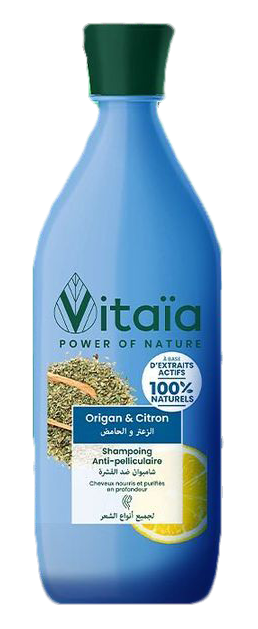 Vitaïa
POWER OF NATURE
À BASE
D'EXTRAITS
ACTIFS
100%
NATURELS
Origan & Citron
الزعتر و الحامض
Shampoing
Anti-pelliculaire
شامبوان ضد القشرة
Cheveux nourris et purifiés
en profondeur
لجميع أنواع الشعر